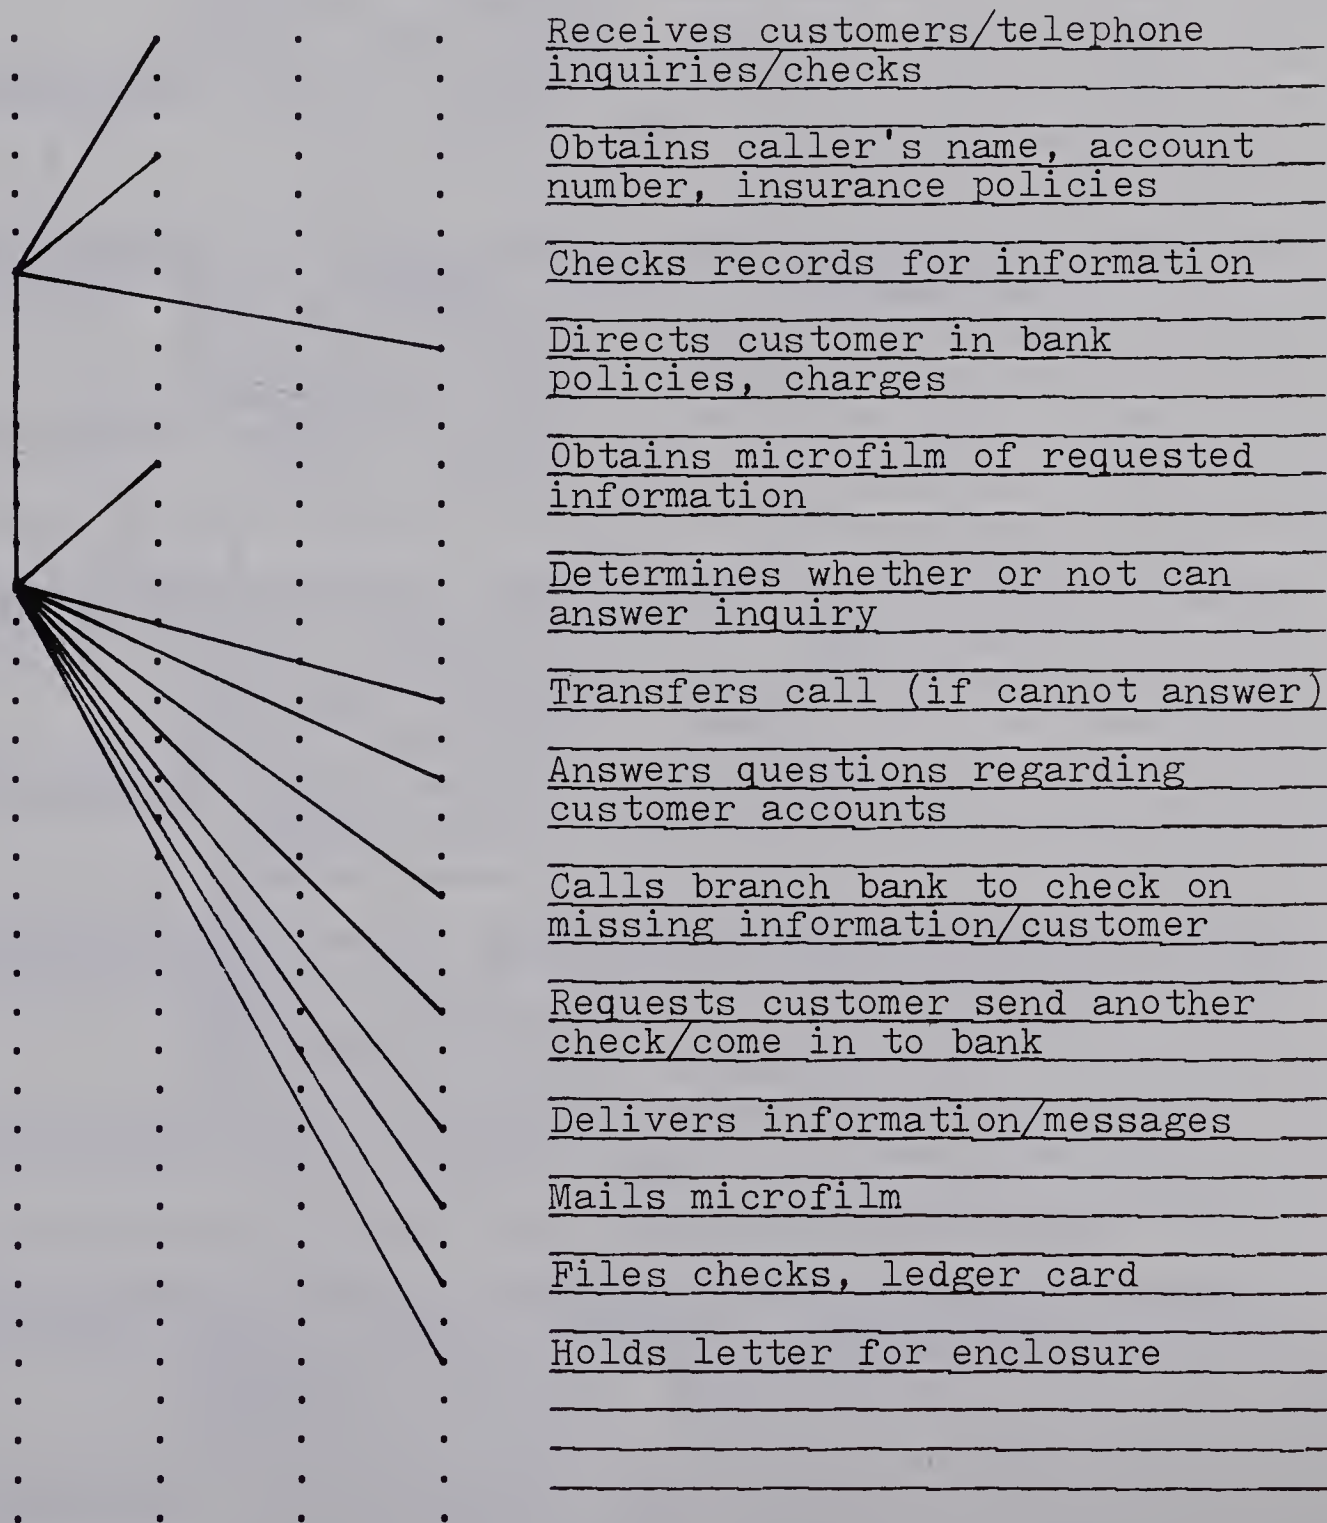 Receives customers/telephone
inquiries/checks
Obtains caller's name, account
number, insurance policies
Checks records for information
Directs customer in bank
policies, charges
Obtains microfilm of requested
information
Determines whether or not can
answer inquiry
Transfers call (if cannot answer)
Answers questions regarding
customer accounts
Calls branch bank to check on
missing information/customer
Requests customer send another
check/come in to bank
Delivers information/messages
Mails microfilm
Files checks, ledger card
Holds letter for enclosure